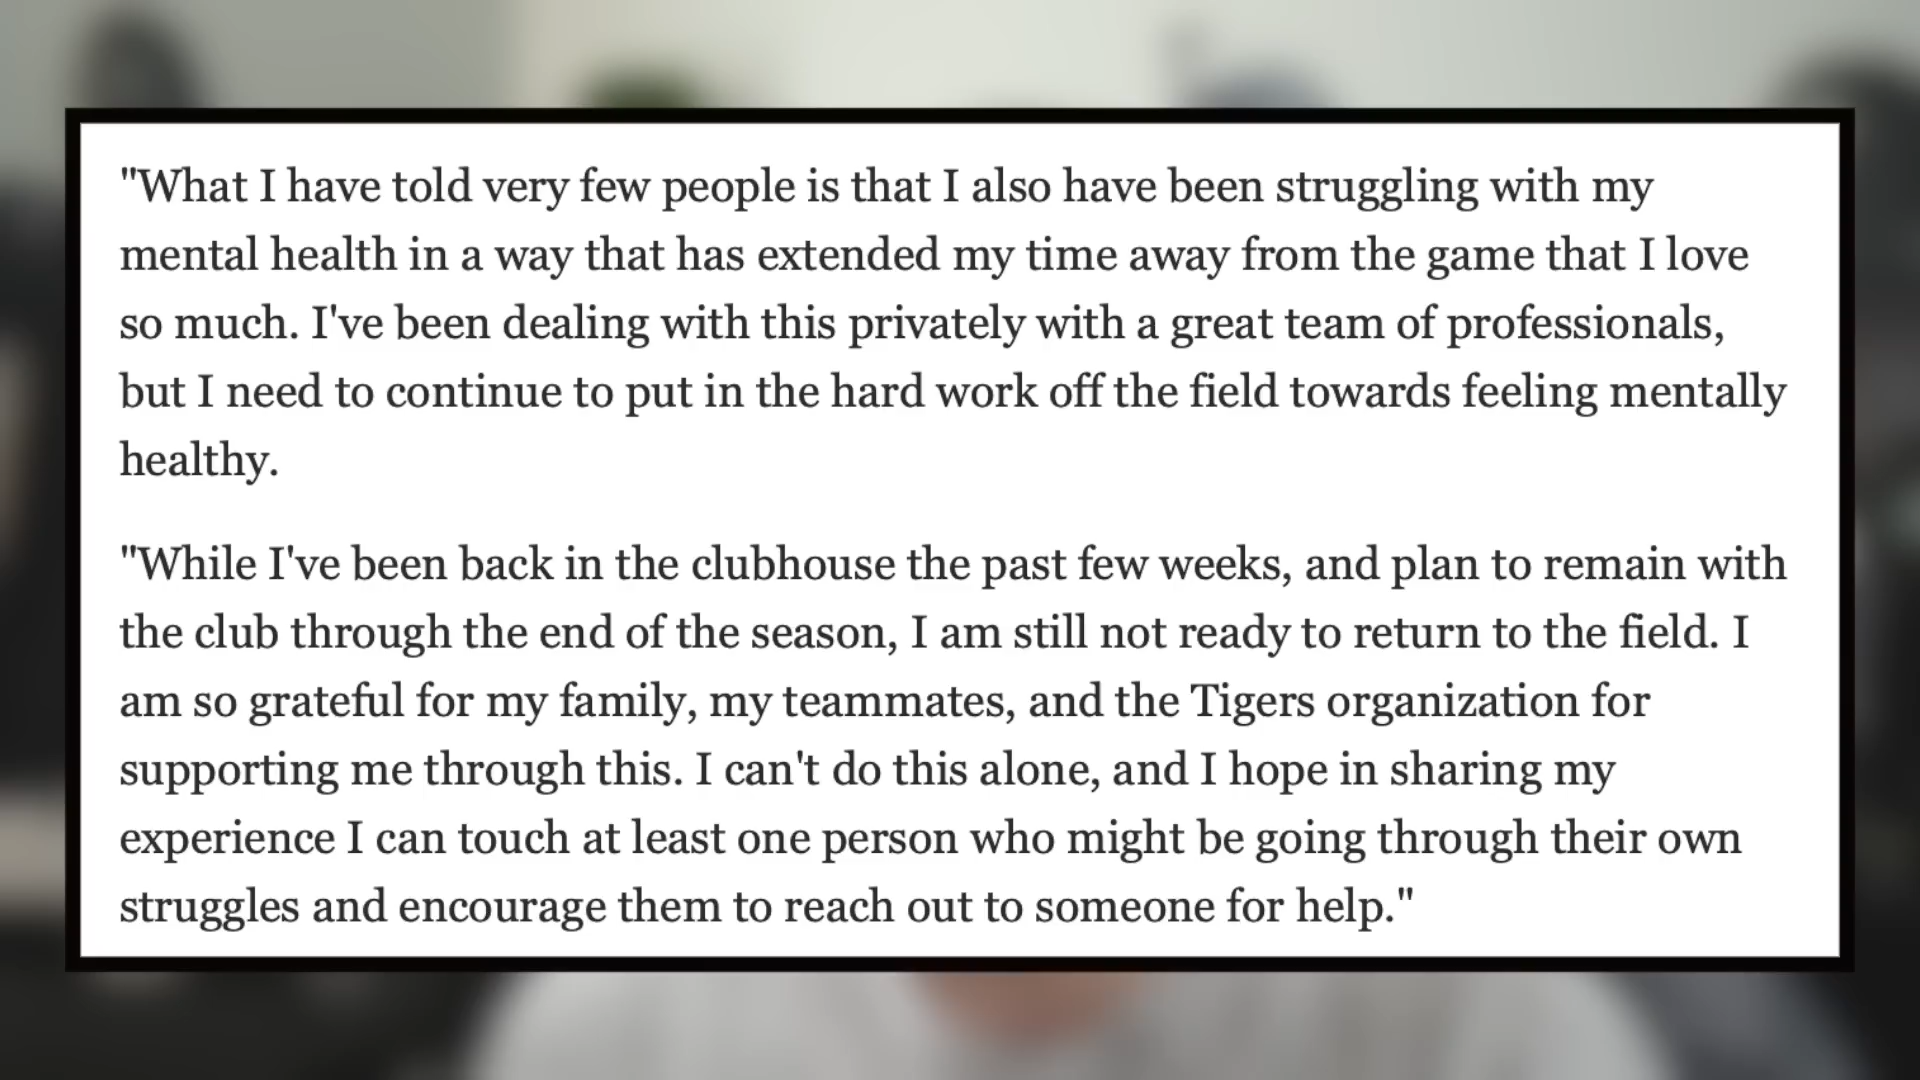 "What I have told very few people is that I also have been struggling with my
mental health in a way that has extended my time away from the game that I love
so much. I've been dealing with this privately with a great team of professionals,
but I need to continue to put in the hard work off the field towards feeling mentally
healthy.
"While I've been back in the clubhouse the past few weeks, and plan to remain with
the club through the end of the season, I am still not ready to return to the field. I
am so grateful for my family, my teammates, and the Tigers organization for
supporting me through this. I can't do this alone, and I hope in sharing my
experience I can touch at least one person who might be going through their own
struggles and encourage them to reach out to someone for help."